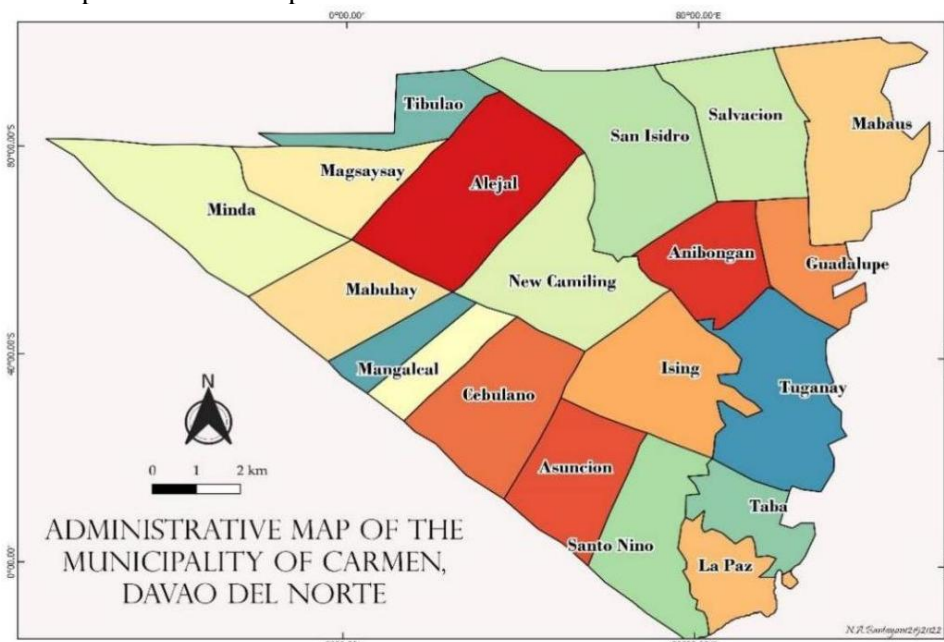 0°00.00'
80°00.00'E
Tibulao
San Isidro
Salvacion
Mabaus
80°00.00'S
Magsaysay
Alejal
Minda
Anibongan
Guadalupe
New Camiling
Mabuhay
40°00.00'S
Mangalcal
Ising
Tuganay
Cebulano
N
0 1 2 km
Asuncion
Taba
Santo Nino
La Paz
ADMINISTRATIVE MAP OF THE
MUNICIPALITY OF CARMEN,
DAVAO DEL NORTE
0°00.00'